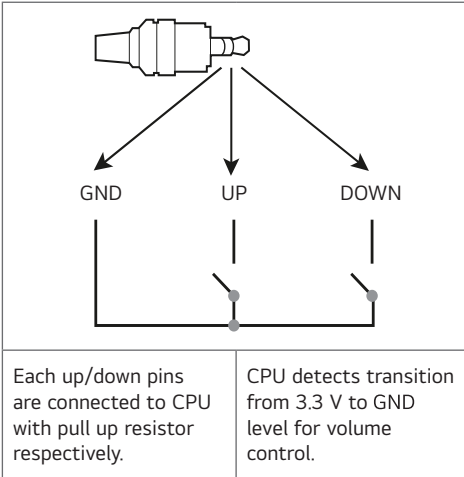 GND UP DOWN
Each up/down pins
are connected to CPU
with pull up resistor
respectively.
CPU detects transition
from 3.3 V to GND
level for volume
control.